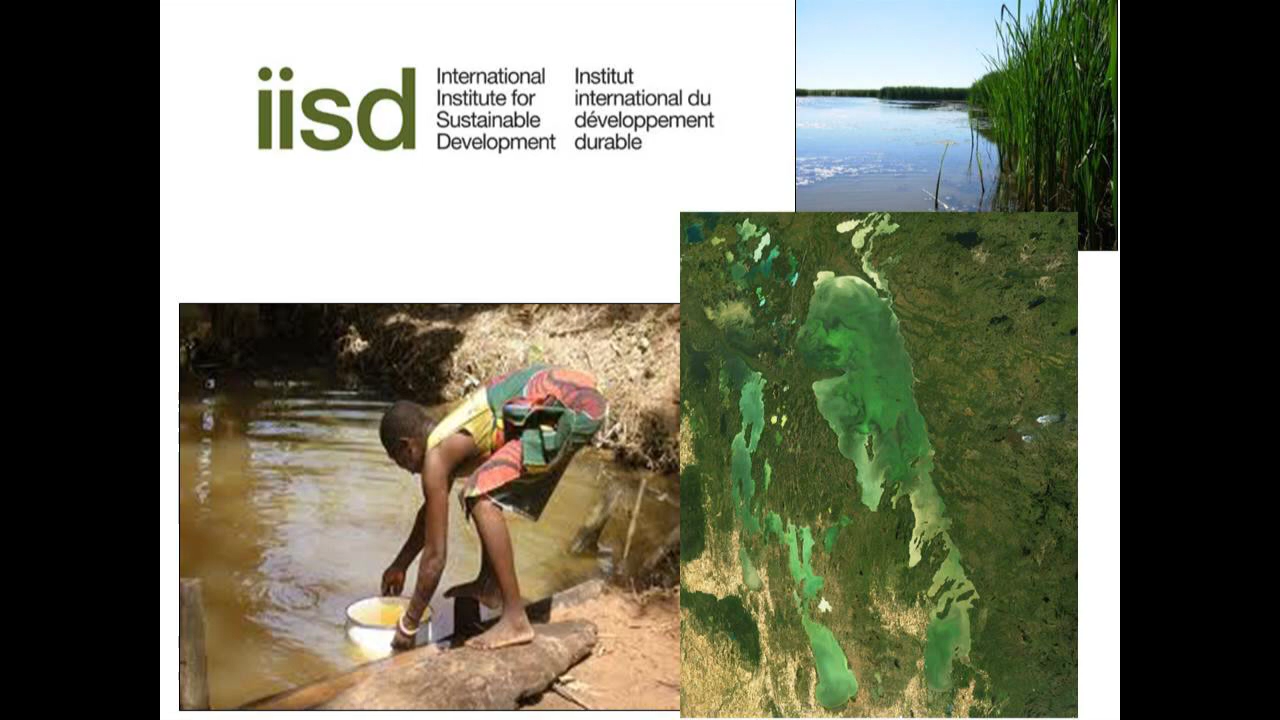 iisd
International
Institute for
Sustainable
Development
Institut
international du
développement
durable